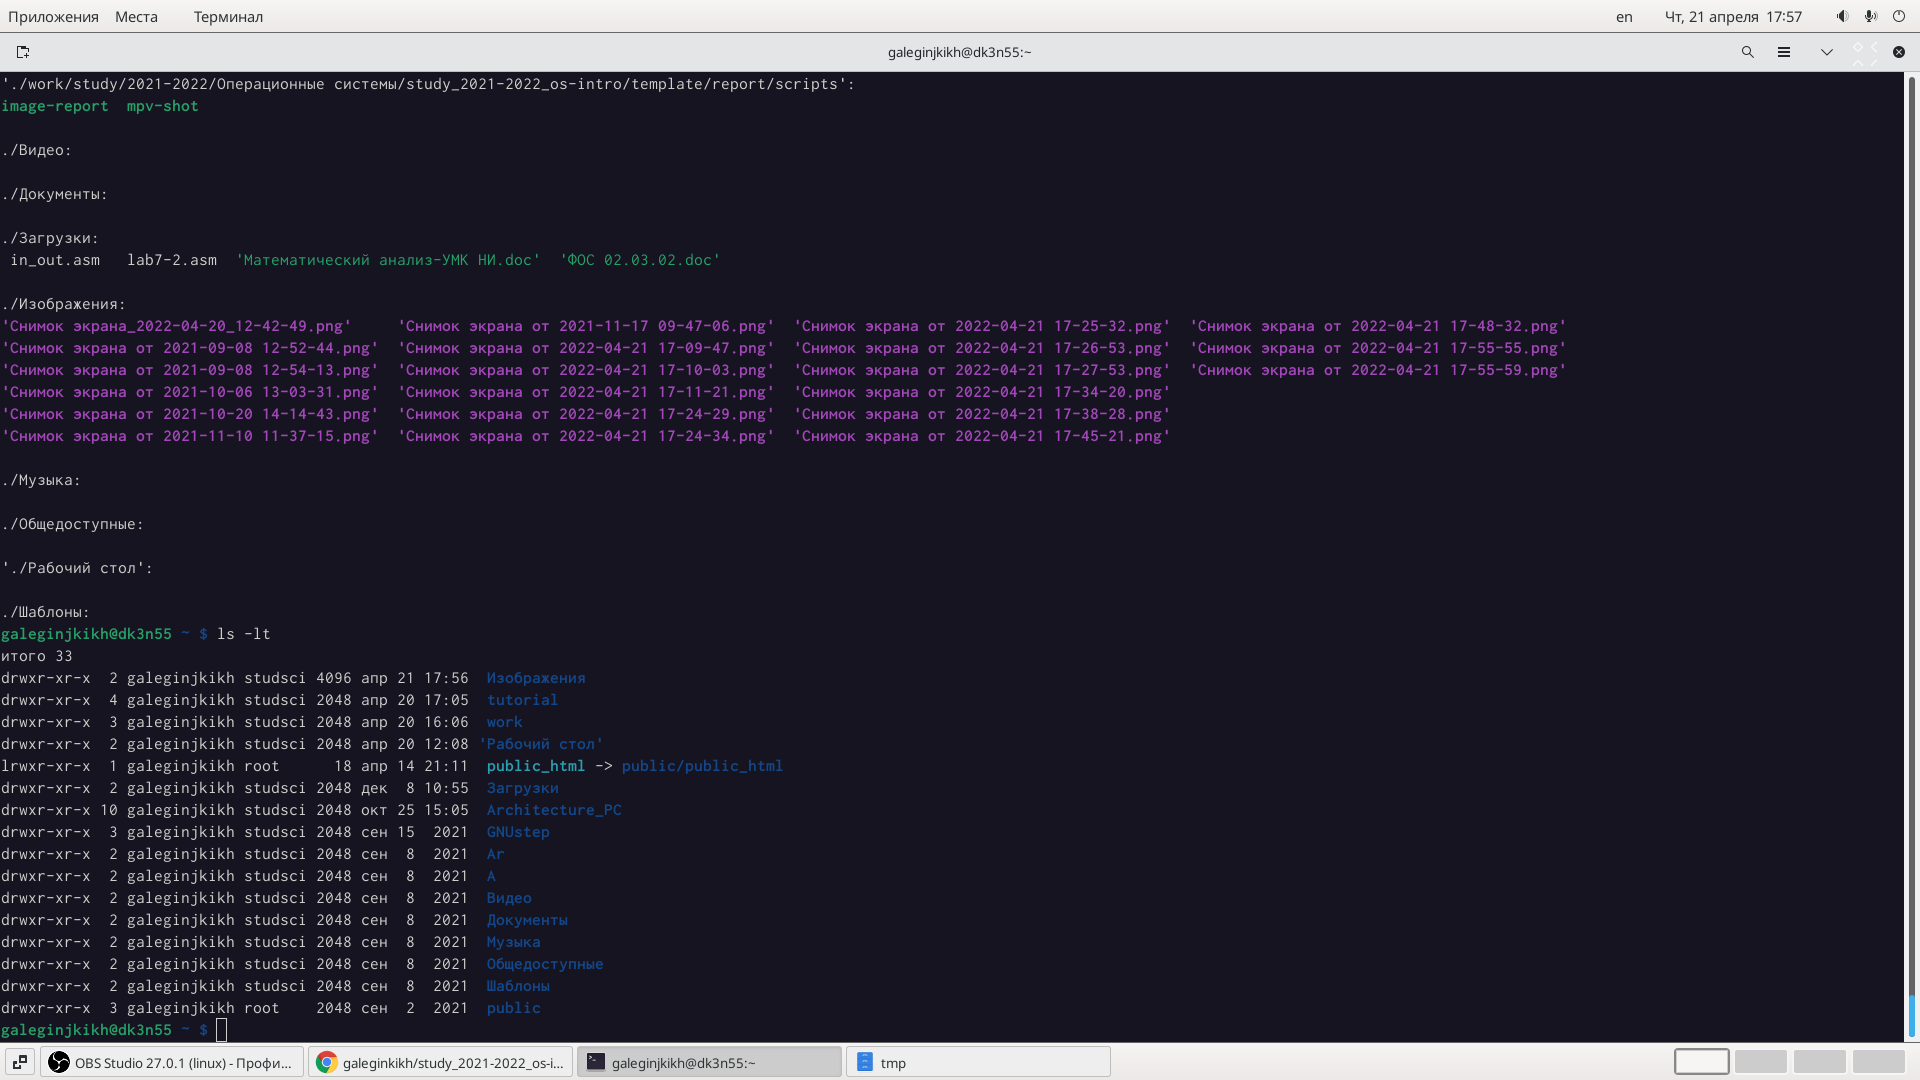 Приложения Места Терминал en Чт, 21 апреля 17:57
galeginjkikh@dk3n55:~
'./work/study/2021-2022/Операционные системы/study_2021-2022_os-intro/template/report/scripts':
image-report mpv-shot
./Видео:
./Документы:
./Загрузки:
in_out.asm lab7-2.asm 'Математический анализ-УМК НИ.doc' 'ФОС 02.03.02.doc'
./Изображения:
'Снимок экрана_2022-04-20_12-42-49.png' 'Снимок экрана от 2021-11-17 09-47-06.png' 'Снимок экрана от 2022-04-21 17-25-32.png' 'Снимок экрана от 2022-04-21 17-48-32.png'
'Снимок экрана от 2021-09-08 12-52-44.png' 'Снимок экрана от 2022-04-21 17-09-47.png' 'Снимок экрана от 2022-04-21 17-26-53.png' 'Снимок экрана от 2022-04-21 17-55-55.png'
'Снимок экрана от 2021-09-08 12-54-13.png' 'Снимок экрана от 2022-04-21 17-10-03.png' 'Снимок экрана от 2022-04-21 17-27-53.png' 'Снимок экрана от 2022-04-21 17-55-59.png'
'Снимок экрана от 2021-10-06 13-03-31.png' 'Снимок экрана от 2022-04-21 17-11-21.png' 'Снимок экрана от 2022-04-21 17-34-20.png'
'Снимок экрана от 2021-10-20 14-14-43.png' 'Снимок экрана от 2022-04-21 17-24-29.png' 'Снимок экрана от 2022-04-21 17-38-28.png'
'Снимок экрана от 2021-11-10 11-37-15.png' 'Снимок экрана от 2022-04-21 17-24-34.png' 'Снимок экрана от 2022-04-21 17-45-21.png'
./Музыка:
./Общедоступные:
'./Рабочий стол':
./Шаблоны:
galeginjkikh@dk3n55 ~ $ ls -lt
итого 33
drwxr-xr-x 2 galeginjkikh studsci 4096 апр 21 17:56 Изображения
drwxr-xr-x 4 galeginjkikh studsci 2048 апр 20 17:05 tutorial
drwxr-xr-x 3 galeginjkikh studsci 2048 апр 20 16:06 work
drwxr-xr-x 2 galeginjkikh studsci 2048 апр 20 12:08 'Рабочий стол'
lrwxr-xr-x 1 galeginjkikh root 18 апр 14 21:11 public_html -> public/public_html
drwxr-xr-x 2 galeginjkikh studsci 2048 дек 8 10:55 Загрузки
drwxr-xr-x 10 galeginjkikh studsci 2048 окт 25 15:05 Architecture_PC
drwxr-xr-x 3 galeginjkikh studsci 2048 сен 15 2021 GNUstep
drwxr-xr-x 2 galeginjkikh studsci 2048 сен 8 2021 Ar
drwxr-xr-x 2 galeginjkikh studsci 2048 сен 8 2021 A
drwxr-xr-x 2 galeginjkikh studsci 2048 сен 8 2021 Видео
drwxr-xr-x 2 galeginjkikh studsci 2048 сен 8 2021 Документы
drwxr-xr-x 2 galeginjkikh studsci 2048 сен 8 2021 Музыка
drwxr-xr-x 2 galeginjkikh studsci 2048 сен 8 2021 Общедоступные
drwxr-xr-x 2 galeginjkikh studsci 2048 сен 8 2021 Шаблоны
drwxr-xr-x 3 galeginjkikh root 2048 сен 2 2021 public
galeginjkikh@dk3n55 ~ $
OBS Studio 27.0.1 (linux) - Профи... galeginkikh/study_2021-2022_os-i... galeginjkikh@dk3n55:~ tmp